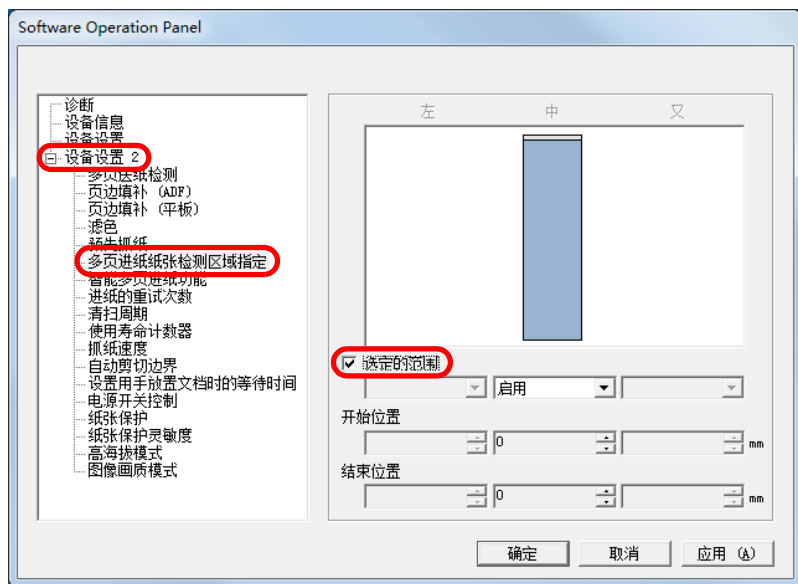 Software Operation Panel
诊断
设备信息
设备设置
设备设置 2
多页送纸检测
页边填补 (ADF)
页边填补 (平板)
滤色
预先抓纸
多页进纸纸张检测区域指定
智能多页进纸功能
进纸的重试次数
清扫周期
使用寿命计数器
抓纸速度
自动剪切边界
设置用手放置文档时的等待时间
电源开关控制
纸张保护
纸张保护灵敏度
高海拔模式
图像画质模式
左 中 又
选定的范围
启用
开始位置
0 mm
结束位置
0 mm
确定 取消 应用 (A)